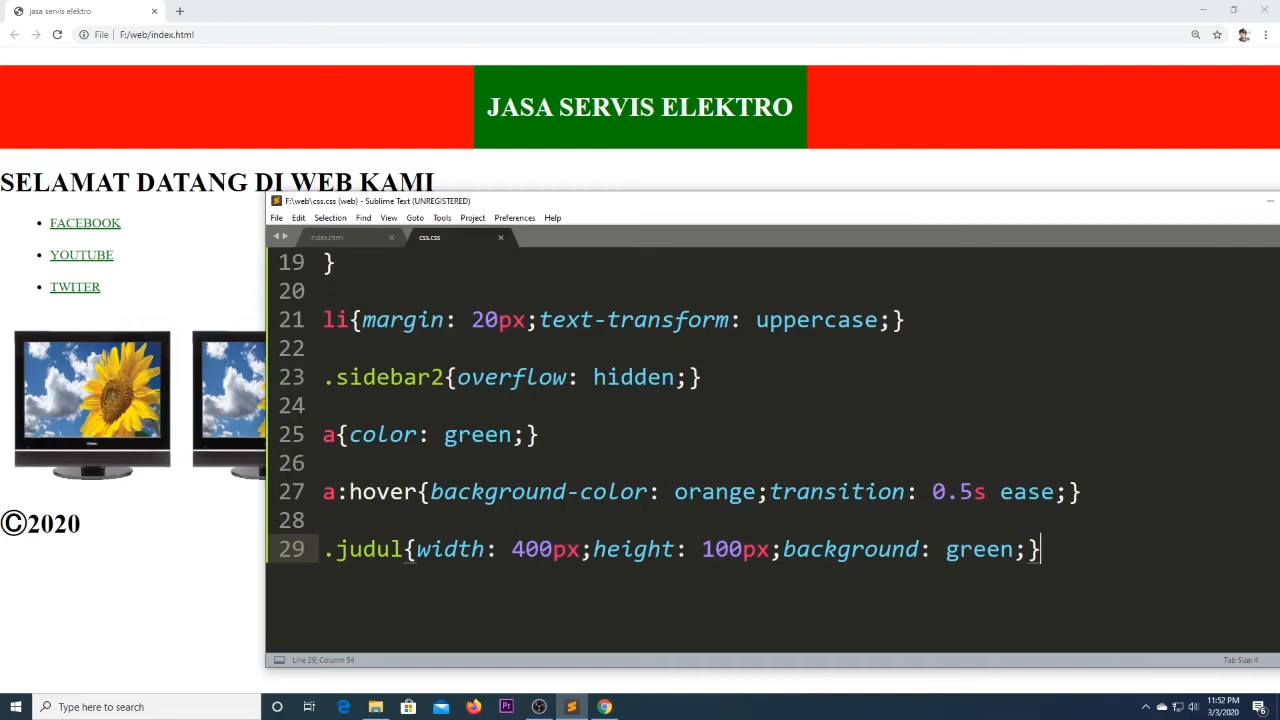 jasa servis elektro
File F:/web/index.html
JASA SERVIS ELEKTRO
SELAMAT DATANG DI WEB KAMI
FACEBOOK
YOUTUBE
TWITER
©2020
F:\web\css.css (web) - Sublime Text (UNREGISTERED)
File Edit Selection Find View Goto Tools Project Preferences Help
index.html css.css
19 }
20
21 li{margin: 20px;text-transform: uppercase;}
22
23 .sidebar2{overflow: hidden;}
24
25 a{color: green;}
26
27 a:hover{background-color: orange;transition: 0.5s ease;}
28
29 .judul{width: 400px;height: 100px;background: green;}
Line 29, Column 54 Tab Size: 4
Type here to search
11:52 PM
3/3/2020